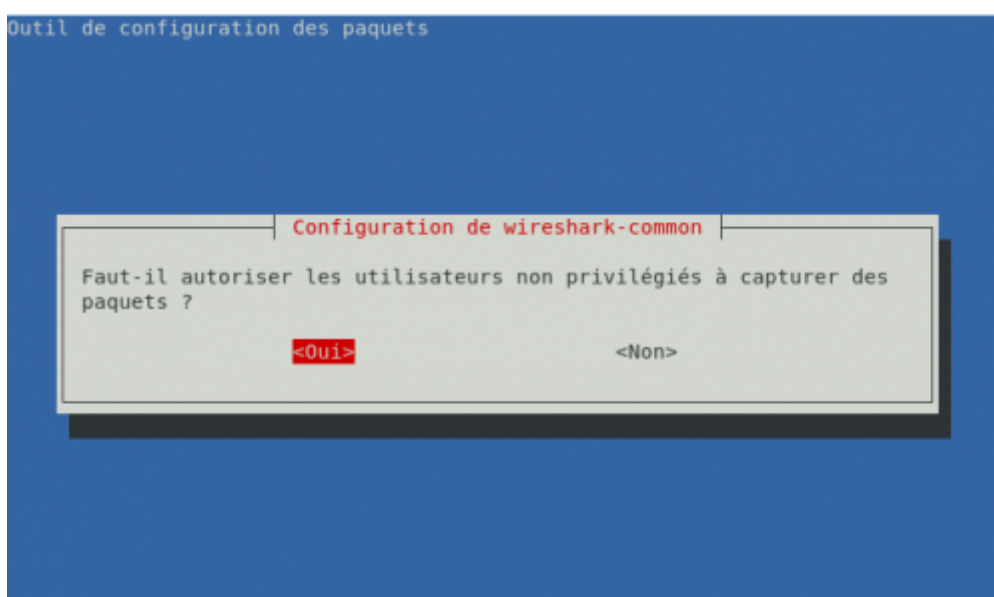 Outil de configuration des paquets
Configuration de wireshark-common
Faut-il autoriser les utilisateurs non privilégiés à capturer des
paquets ?
<Oui> <Non>